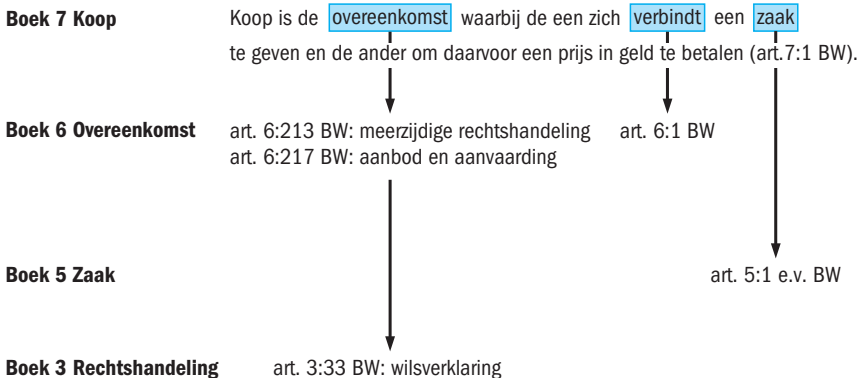 Boek 7 Koop Koop is de overeenkomst waarbij de een zich verbindt een zaak
te geven en de ander om daarvoor een prijs in geld te betalen (art.7:1 BW).
Boek 6 Overeenkomst art. 6:213 BW: meerzijdige rechtshandeling art. 6:1 BW
art. 6:217 BW: aanbod en aanvaarding
Boek 5 Zaak art. 5:1 e.v. BW
Boek 3 Rechtshandeling art. 3:33 BW: wilsverklaring